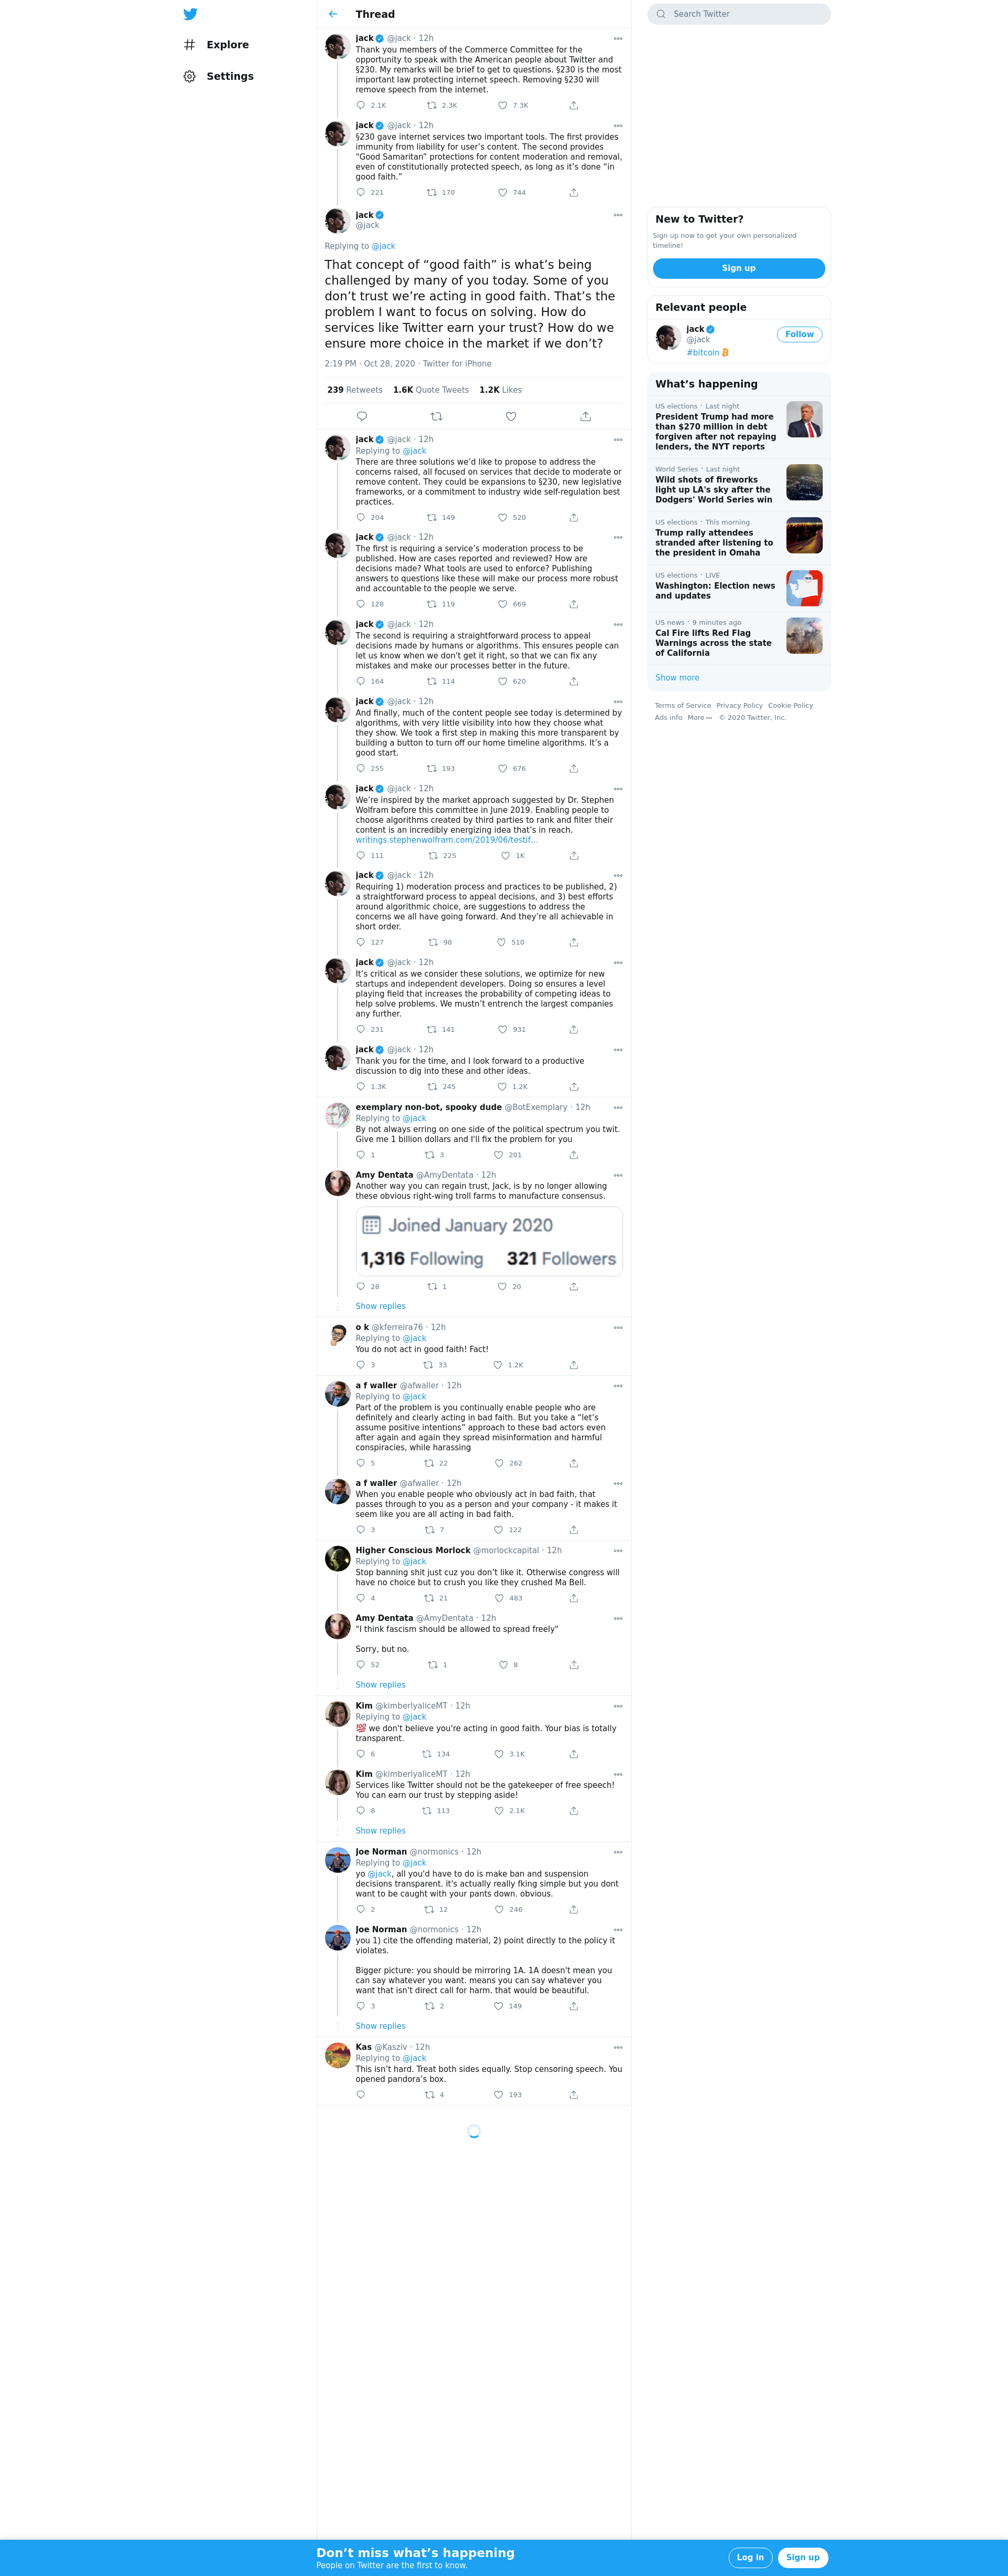 Explore
Settings
Thread
jack @jack · 12h
Thank you members of the Commerce Committee for the
opportunity to speak with the American people about Twitter and
§230. My remarks will be brief to get to questions. §230 is the most
important law protecting internet speech. Removing §230 will
remove speech from the internet.
2.1K 2.3K 7.3K
jack @jack · 12h
§230 gave internet services two important tools. The first provides
immunity from liability for user’s content. The second provides
“Good Samaritan” protections for content moderation and removal,
even of constitutionally protected speech, as long as it’s done “in
good faith.”
221 170 744
jack
@jack
Replying to @jack
That concept of “good faith” is what’s being
challenged by many of you today. Some of you
don’t trust we’re acting in good faith. That’s the
problem I want to focus on solving. How do
services like Twitter earn your trust? How do we
ensure more choice in the market if we don’t?
2:19 PM · Oct 28, 2020 · Twitter for iPhone
239 Retweets 1.6K Quote Tweets 1.2K Likes
jack @jack · 12h
Replying to @jack
There are three solutions we’d like to propose to address the
concerns raised, all focused on services that decide to moderate or
remove content. They could be expansions to §230, new legislative
frameworks, or a commitment to industry wide self-regulation best
practices.
204 149 520
jack @jack · 12h
The first is requiring a service’s moderation process to be
published. How are cases reported and reviewed? How are
decisions made? What tools are used to enforce? Publishing
answers to questions like these will make our process more robust
and accountable to the people we serve.
128 119 669
jack @jack · 12h
The second is requiring a straightforward process to appeal
decisions made by humans or algorithms. This ensures people can
let us know when we don't get it right, so that we can fix any
mistakes and make our processes better in the future.
164 114 620
jack @jack · 12h
And finally, much of the content people see today is determined by
algorithms, with very little visibility into how they choose what
they show. We took a first step in making this more transparent by
building a button to turn off our home timeline algorithms. It’s a
good start.
255 193 676
jack @jack · 12h
We’re inspired by the market approach suggested by Dr. Stephen
Wolfram before this committee in June 2019. Enabling people to
choose algorithms created by third parties to rank and filter their
content is an incredibly energizing idea that’s in reach.
writings.stephenwolfram.com/2019/06/testif…
111 225 1K
jack @jack · 12h
Requiring 1) moderation process and practices to be published, 2)
a straightforward process to appeal decisions, and 3) best efforts
around algorithmic choice, are suggestions to address the
concerns we all have going forward. And they’re all achievable in
short order.
127 98 510
jack @jack · 12h
It’s critical as we consider these solutions, we optimize for new
startups and independent developers. Doing so ensures a level
playing field that increases the probability of competing ideas to
help solve problems. We mustn’t entrench the largest companies
any further.
231 141 931
jack @jack · 12h
Thank you for the time, and I look forward to a productive
discussion to dig into these and other ideas.
1.3K 245 1.2K
exemplary non-bot, spooky dude @BotExemplary · 12h
Replying to @jack
By not always erring on one side of the political spectrum you twit.
Give me 1 billion dollars and I'll fix the problem for you
1 3 201
Amy Dentata @AmyDentata · 12h
Another way you can regain trust, Jack, is by no longer allowing
these obvious right-wing troll farms to manufacture consensus.
Joined January 2020
1,316 Following 321 Followers
28 1 20
Show replies
o k @kferreira76 · 12h
Replying to @jack
You do not act in good faith! Fact!
3 33 1.2K
a f waller @afwaller · 12h
Replying to @jack
Part of the problem is you continually enable people who are
definitely and clearly acting in bad faith. But you take a “let’s
assume positive intentions” approach to these bad actors even
after again and again they spread misinformation and harmful
conspiracies, while harassing
5 22 262
a f waller @afwaller · 12h
When you enable people who obviously act in bad faith, that
passes through to you as a person and your company - it makes it
seem like you are all acting in bad faith.
3 7 122
Higher Conscious Morlock @morlockcapital · 12h
Replying to @jack
Stop banning shit just cuz you don’t like it. Otherwise congress will
have no choice but to crush you like they crushed Ma Bell.
4 21 483
Amy Dentata @AmyDentata · 12h
"I think fascism should be allowed to spread freely"
Sorry, but no.
52 1 8
Show replies
Kim @kimberlyaliceMT · 12h
Replying to @jack
💯 we don't believe you're acting in good faith. Your bias is totally
transparent.
6 134 3.1K
Kim @kimberlyaliceMT · 12h
Services like Twitter should not be the gatekeeper of free speech!
You can earn our trust by stepping aside!
8 113 2.1K
Show replies
Joe Norman @normonics · 12h
Replying to @jack
yo @jack, all you'd have to do is make ban and suspension
decisions transparent. it's actually really fking simple but you dont
want to be caught with your pants down. obvious.
2 12 246
Joe Norman @normonics · 12h
you 1) cite the offending material, 2) point directly to the policy it
violates.
Bigger picture: you should be mirroring 1A. 1A doesn't mean you
can say whatever you want. means you can say whatever you
want that isn't direct call for harm. that would be beautiful.
3 2 149
Show replies
Kas @Kasziv · 12h
Replying to @jack
This isn’t hard. Treat both sides equally. Stop censoring speech. You
opened pandora’s box.
4 193
Search Twitter
New to Twitter?
Sign up now to get your own personalized
timeline!
Sign up
Relevant people
jack
@jack
Follow
#bitcoin
What’s happening
US elections · Last night
President Trump had more
than $270 million in debt
forgiven after not repaying
lenders, the NYT reports
World Series · Last night
Wild shots of fireworks
light up LA's sky after the
Dodgers' World Series win
US elections · This morning
Trump rally attendees
stranded after listening to
the president in Omaha
US elections · LIVE
Washington: Election news
and updates
US news · 9 minutes ago
Cal Fire lifts Red Flag
Warnings across the state
of California
Show more
Terms of Service Privacy Policy Cookie Policy
Ads info More © 2020 Twitter, Inc.
Don’t miss what’s happening
People on Twitter are the first to know.
Log in
Sign up